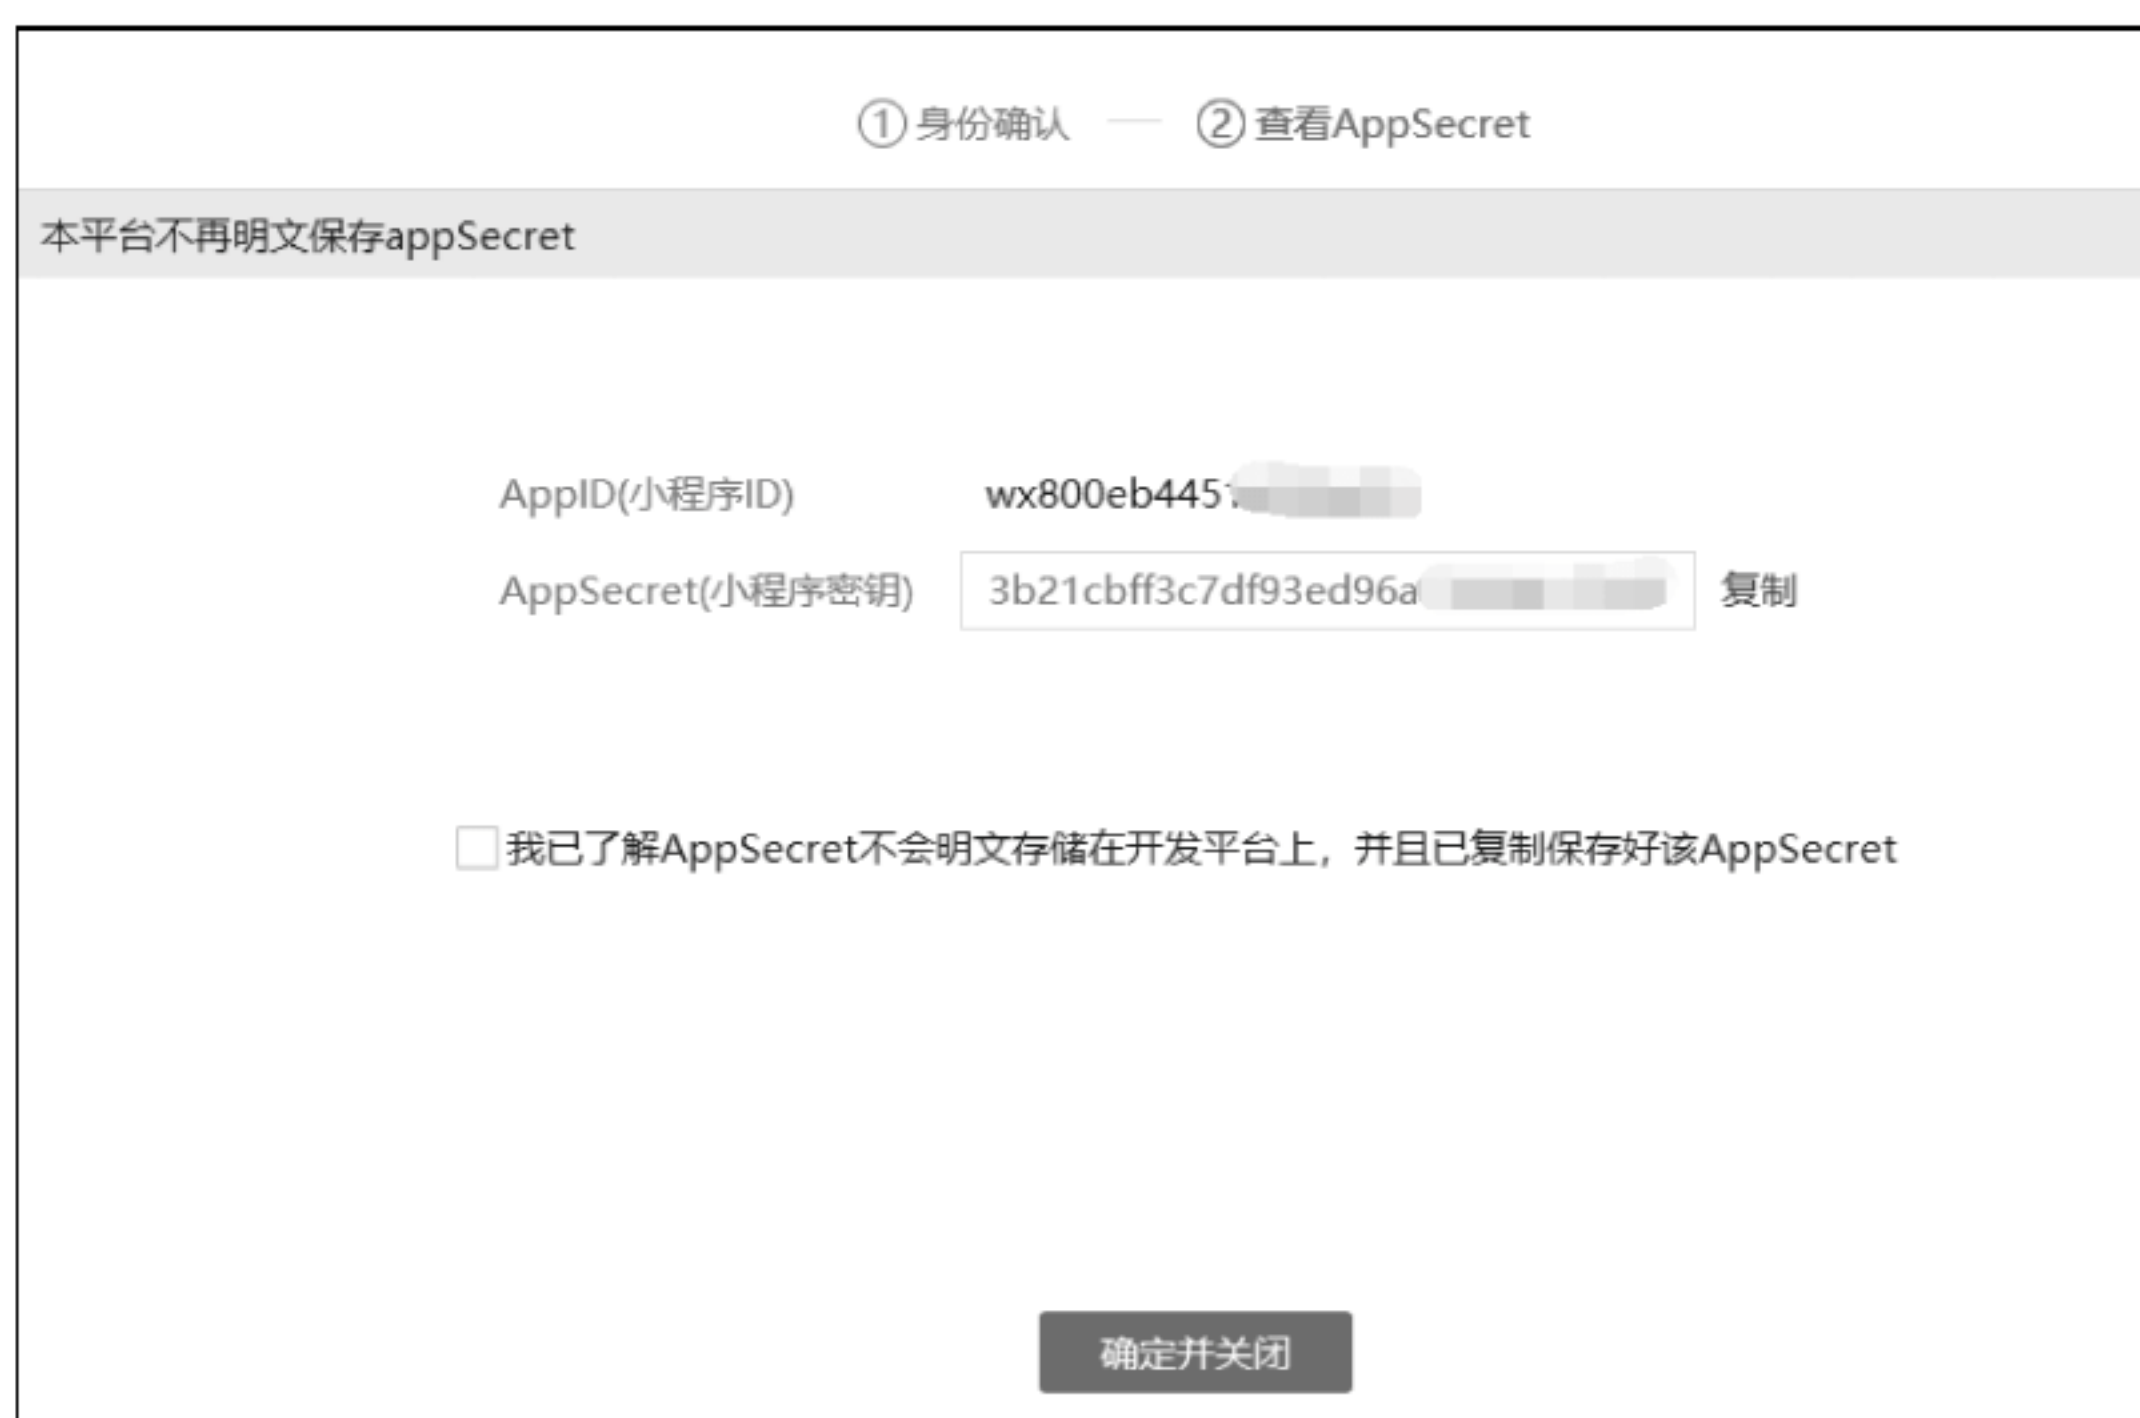 ① 身份确认 — ② 查看AppSecret
本平台不再明文保存appSecret
AppID(小程序ID) wx800eb445
AppSecret(小程序密钥) 3b21cbff3c7df93ed96a 复制
我已了解AppSecret不会明文存储在开发平台上，并且已复制保存好该AppSecret
确定并关闭